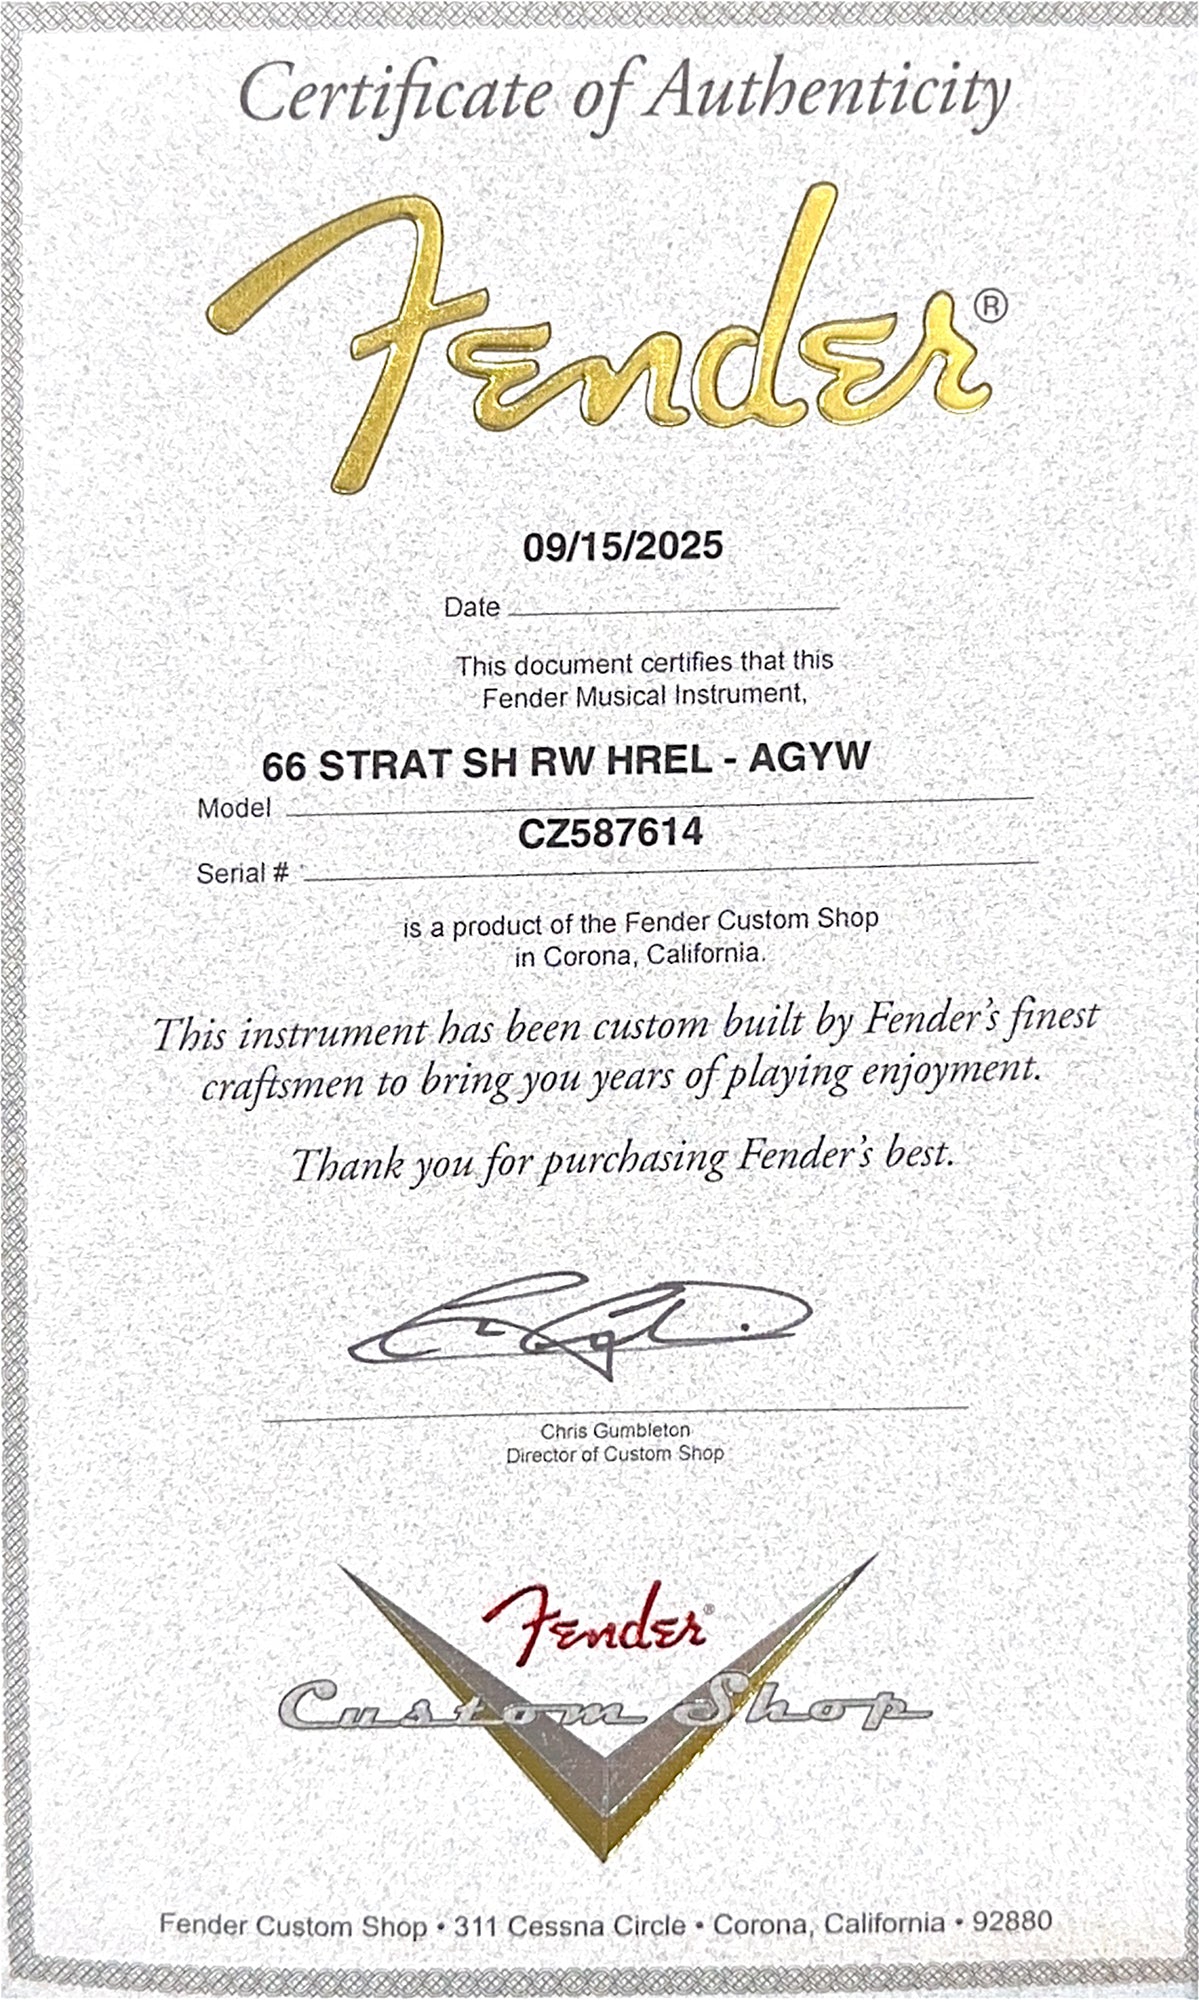 Certificate of Authenticity
Fender®
09/15/2025
Date
This document certifies that this
Fender Musical Instrument,
66 STRAT SH RW HREL - AGYW
Model
CZ587614
Serial #
is a product of the Fender Custom Shop
in Corona, California.
This instrument has been custom built by Fender's finest
craftsmen to bring you years of playing enjoyment.
Thank you for purchasing Fender's best.
Chris Gumbleton
Director of Custom Shop
Fender®
Custom Shop
Fender Custom Shop • 311 Cessna Circle • Corona, California • 92880